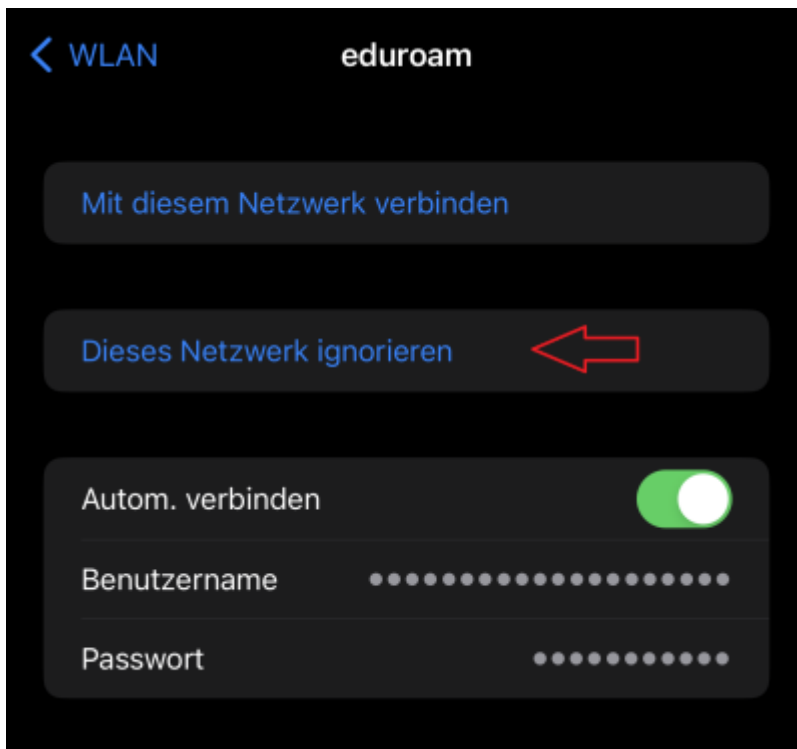 WLAN eduroam
Mit diesem Netzwerk verbinden
Dieses Netzwerk ignorieren
Autom. verbinden
Benutzername ●●●●●●●●●●●●●●●●●●●●
Passwort ●●●●●●●●●●●